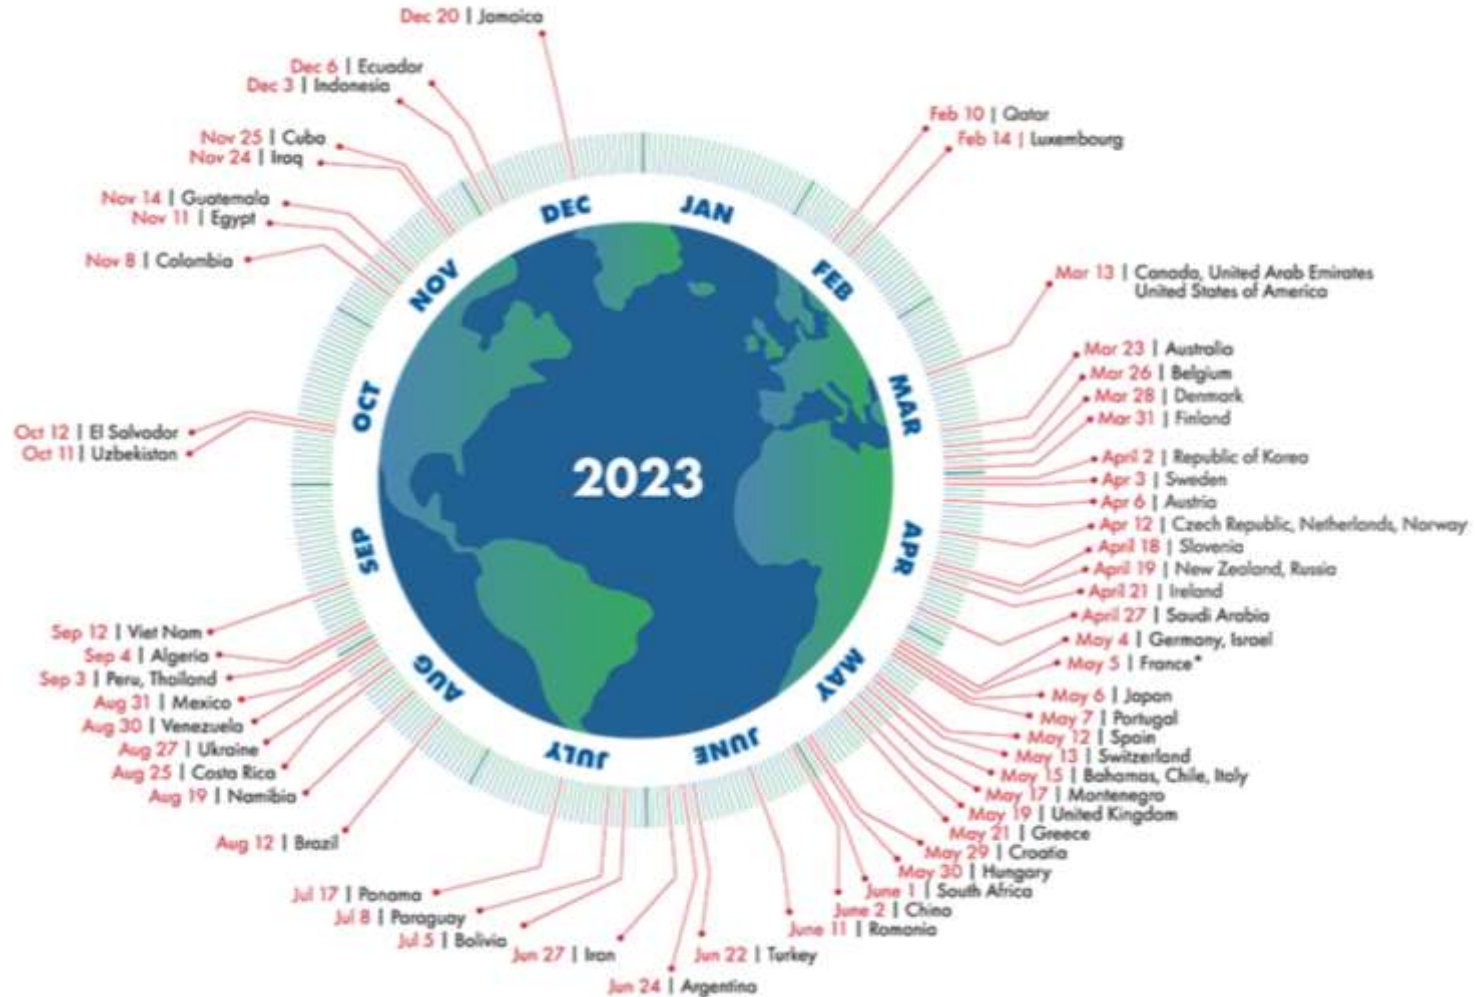 Dec 20 | Jamaica
Dec 6 | Ecuador
Dec 3 | Indonesia
Nov 25 | Cuba
Nov 24 | Iraq
Nov 14 | Guatemala
Nov 11 | Egypt
Nov 8 | Colombia
Oct 12 | El Salvador
Oct 11 | Uzbekistan
Sep 12 | Viet Nam
Sep 4 | Algeria
Sep 3 | Peru, Thailand
Aug 31 | Mexico
Aug 30 | Venezuela
Aug 27 | Ukraine
Aug 25 | Costa Rica
Aug 19 | Namibia
Aug 12 | Brazil
Jul 17 | Panama
Jul 8 | Paraguay
Jul 5 | Bolivia
Jun 27 | Iran
Jun 24 | Argentina
Jun 22 | Turkey
Feb 10 | Qatar
Feb 14 | Luxembourg
Mar 13 | Canada, United Arab Emirates
United States of America
Mar 23 | Australia
Mar 26 | Belgium
Mar 28 | Denmark
Mar 31 | Finland
April 2 | Republic of Korea
Apr 3 | Sweden
Apr 6 | Austria
Apr 12 | Czech Republic, Netherlands, Norway
April 18 | Slovenia
April 19 | New Zealand, Russia
April 21 | Ireland
April 27 | Saudi Arabia
May 4 | Germany, Israel
May 5 | France*
May 6 | Japan
May 7 | Portugal
May 12 | Spain
May 13 | Switzerland
May 15 | Bahamas, Chile, Italy
May 17 | Montenegro
May 19 | United Kingdom
May 21 | Greece
May 29 | Croatia
May 30 | Hungary
June 1 | South Africa
June 2 | China
June 11 | Romania
JAN
FEB
MAR
APR
MAY
JUNE
JULY
AUG
SEP
OCT
NOV
DEC
2023